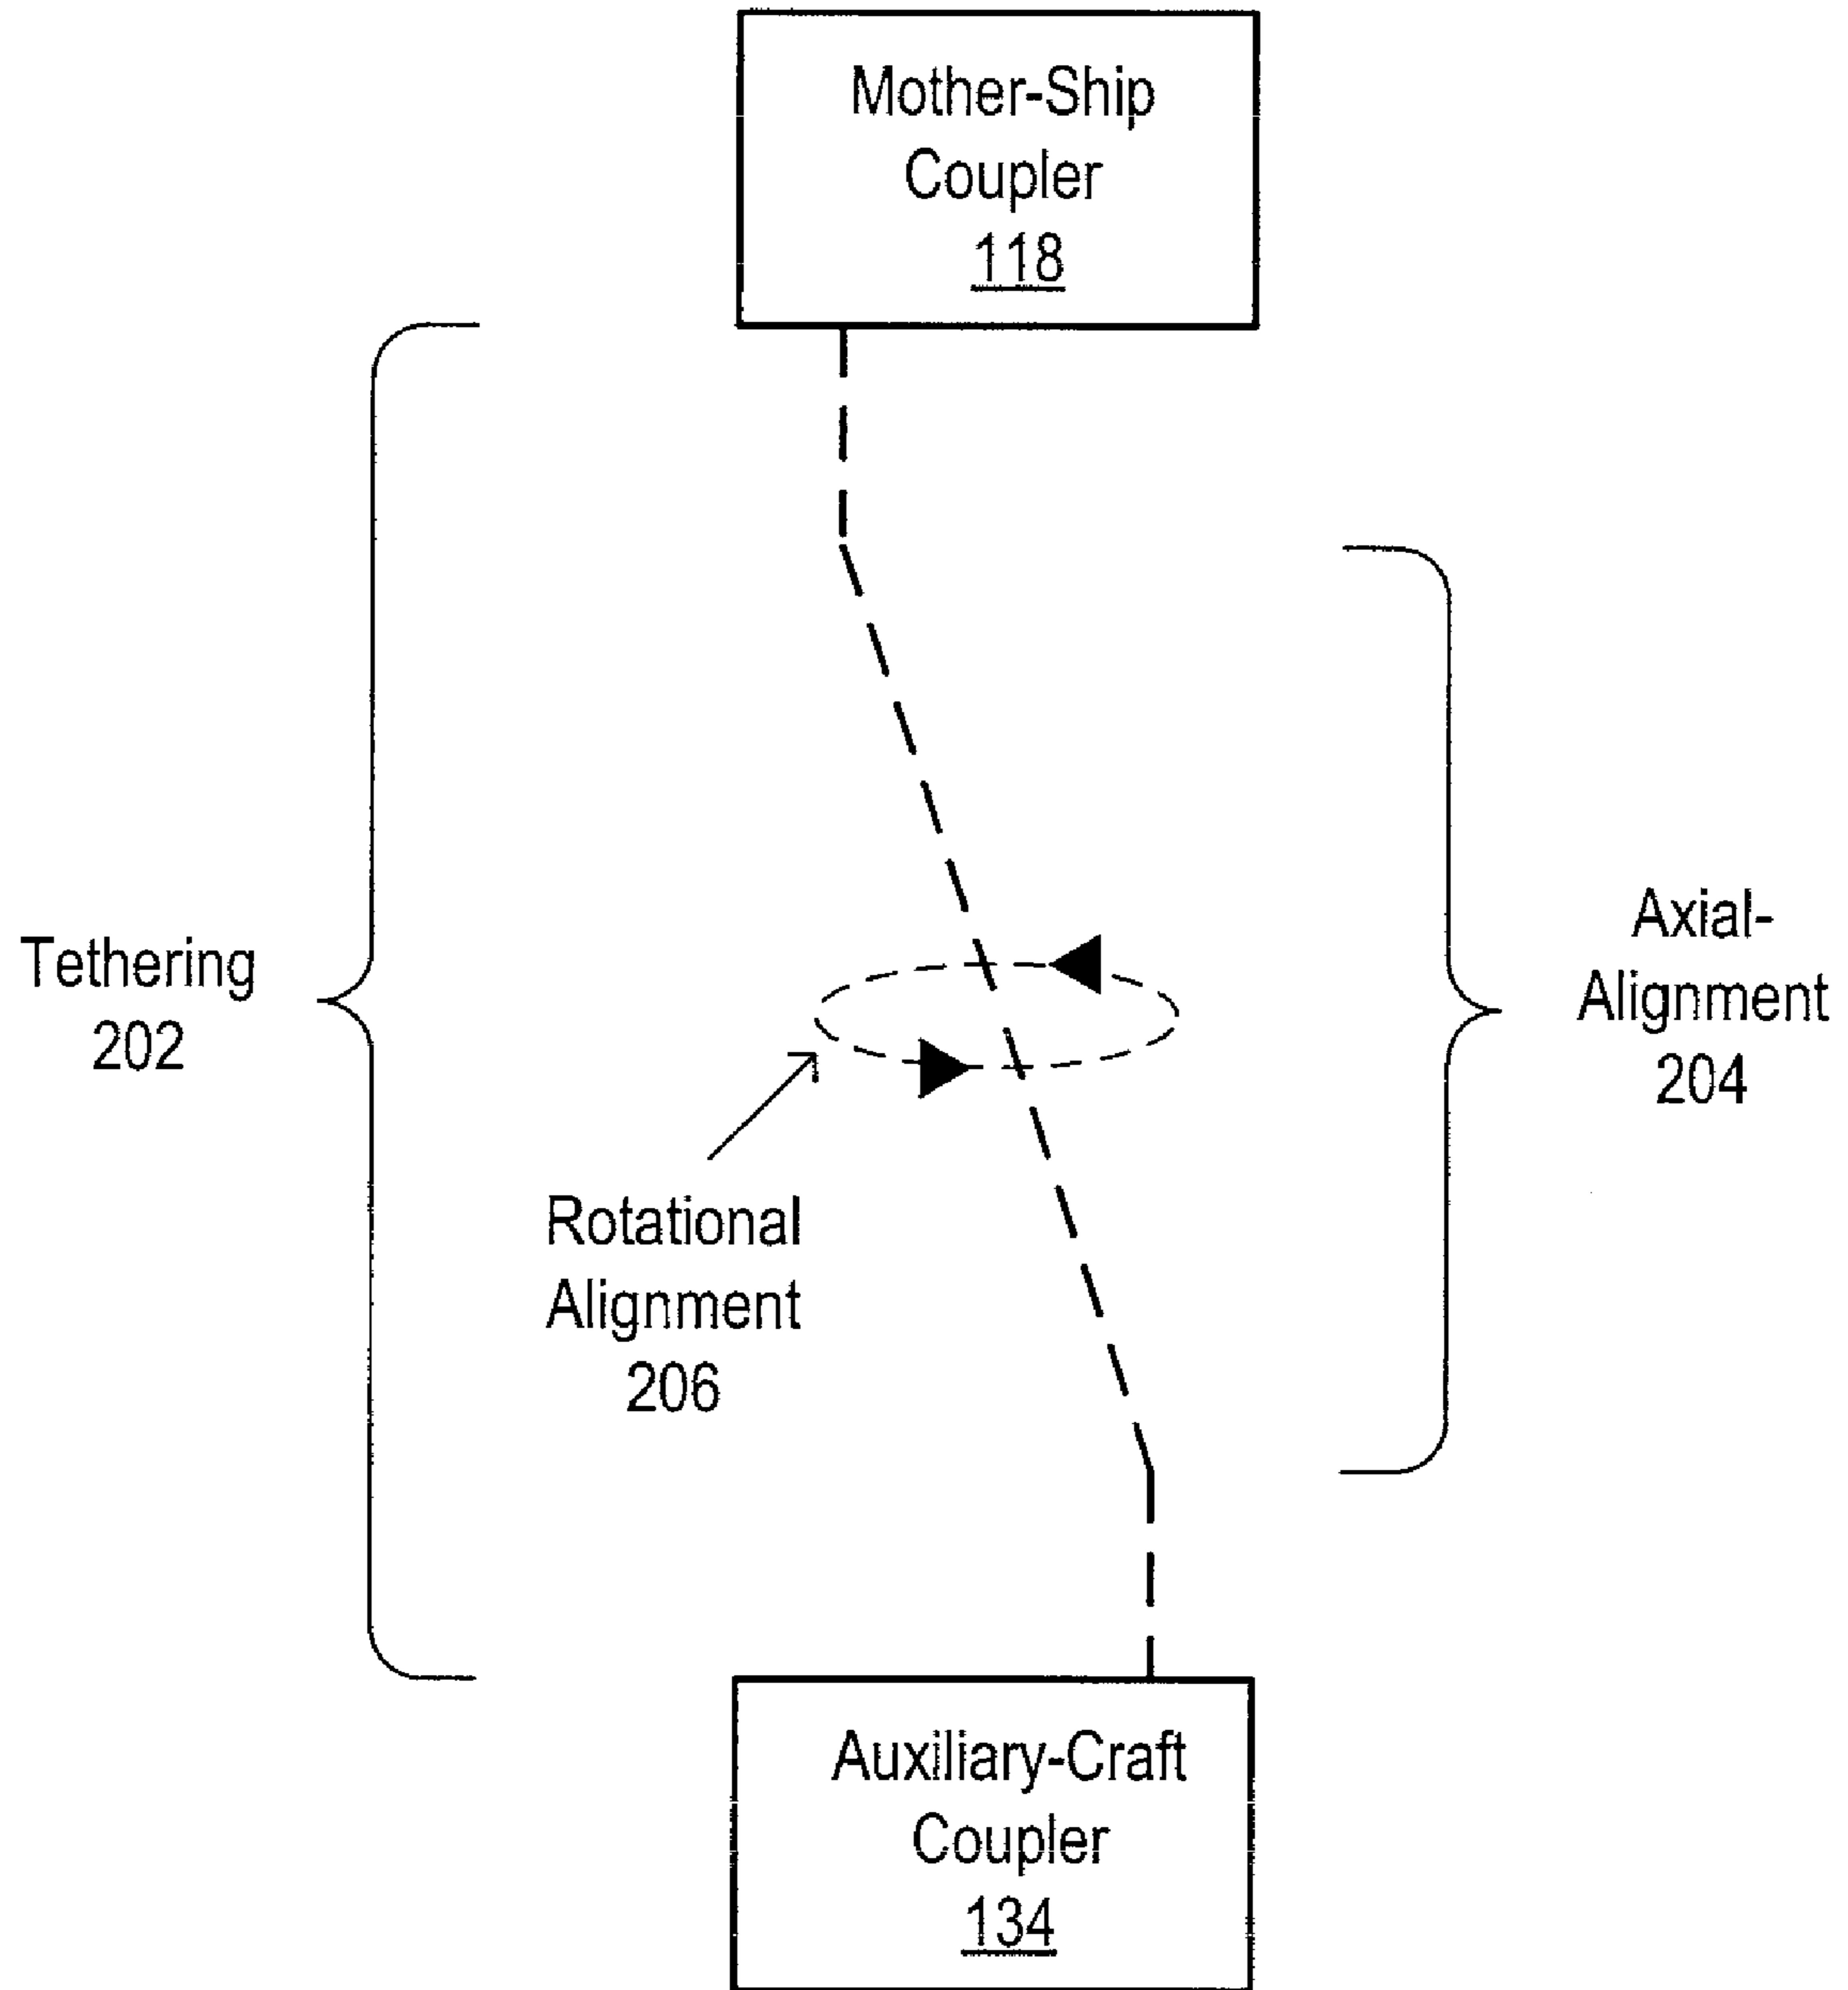 Mother-Ship
Coupler
118
Tethering
202
Axial-
Alignment
204
Rotational
Alignment
206
Auxiliary-Craft
Coupler
134